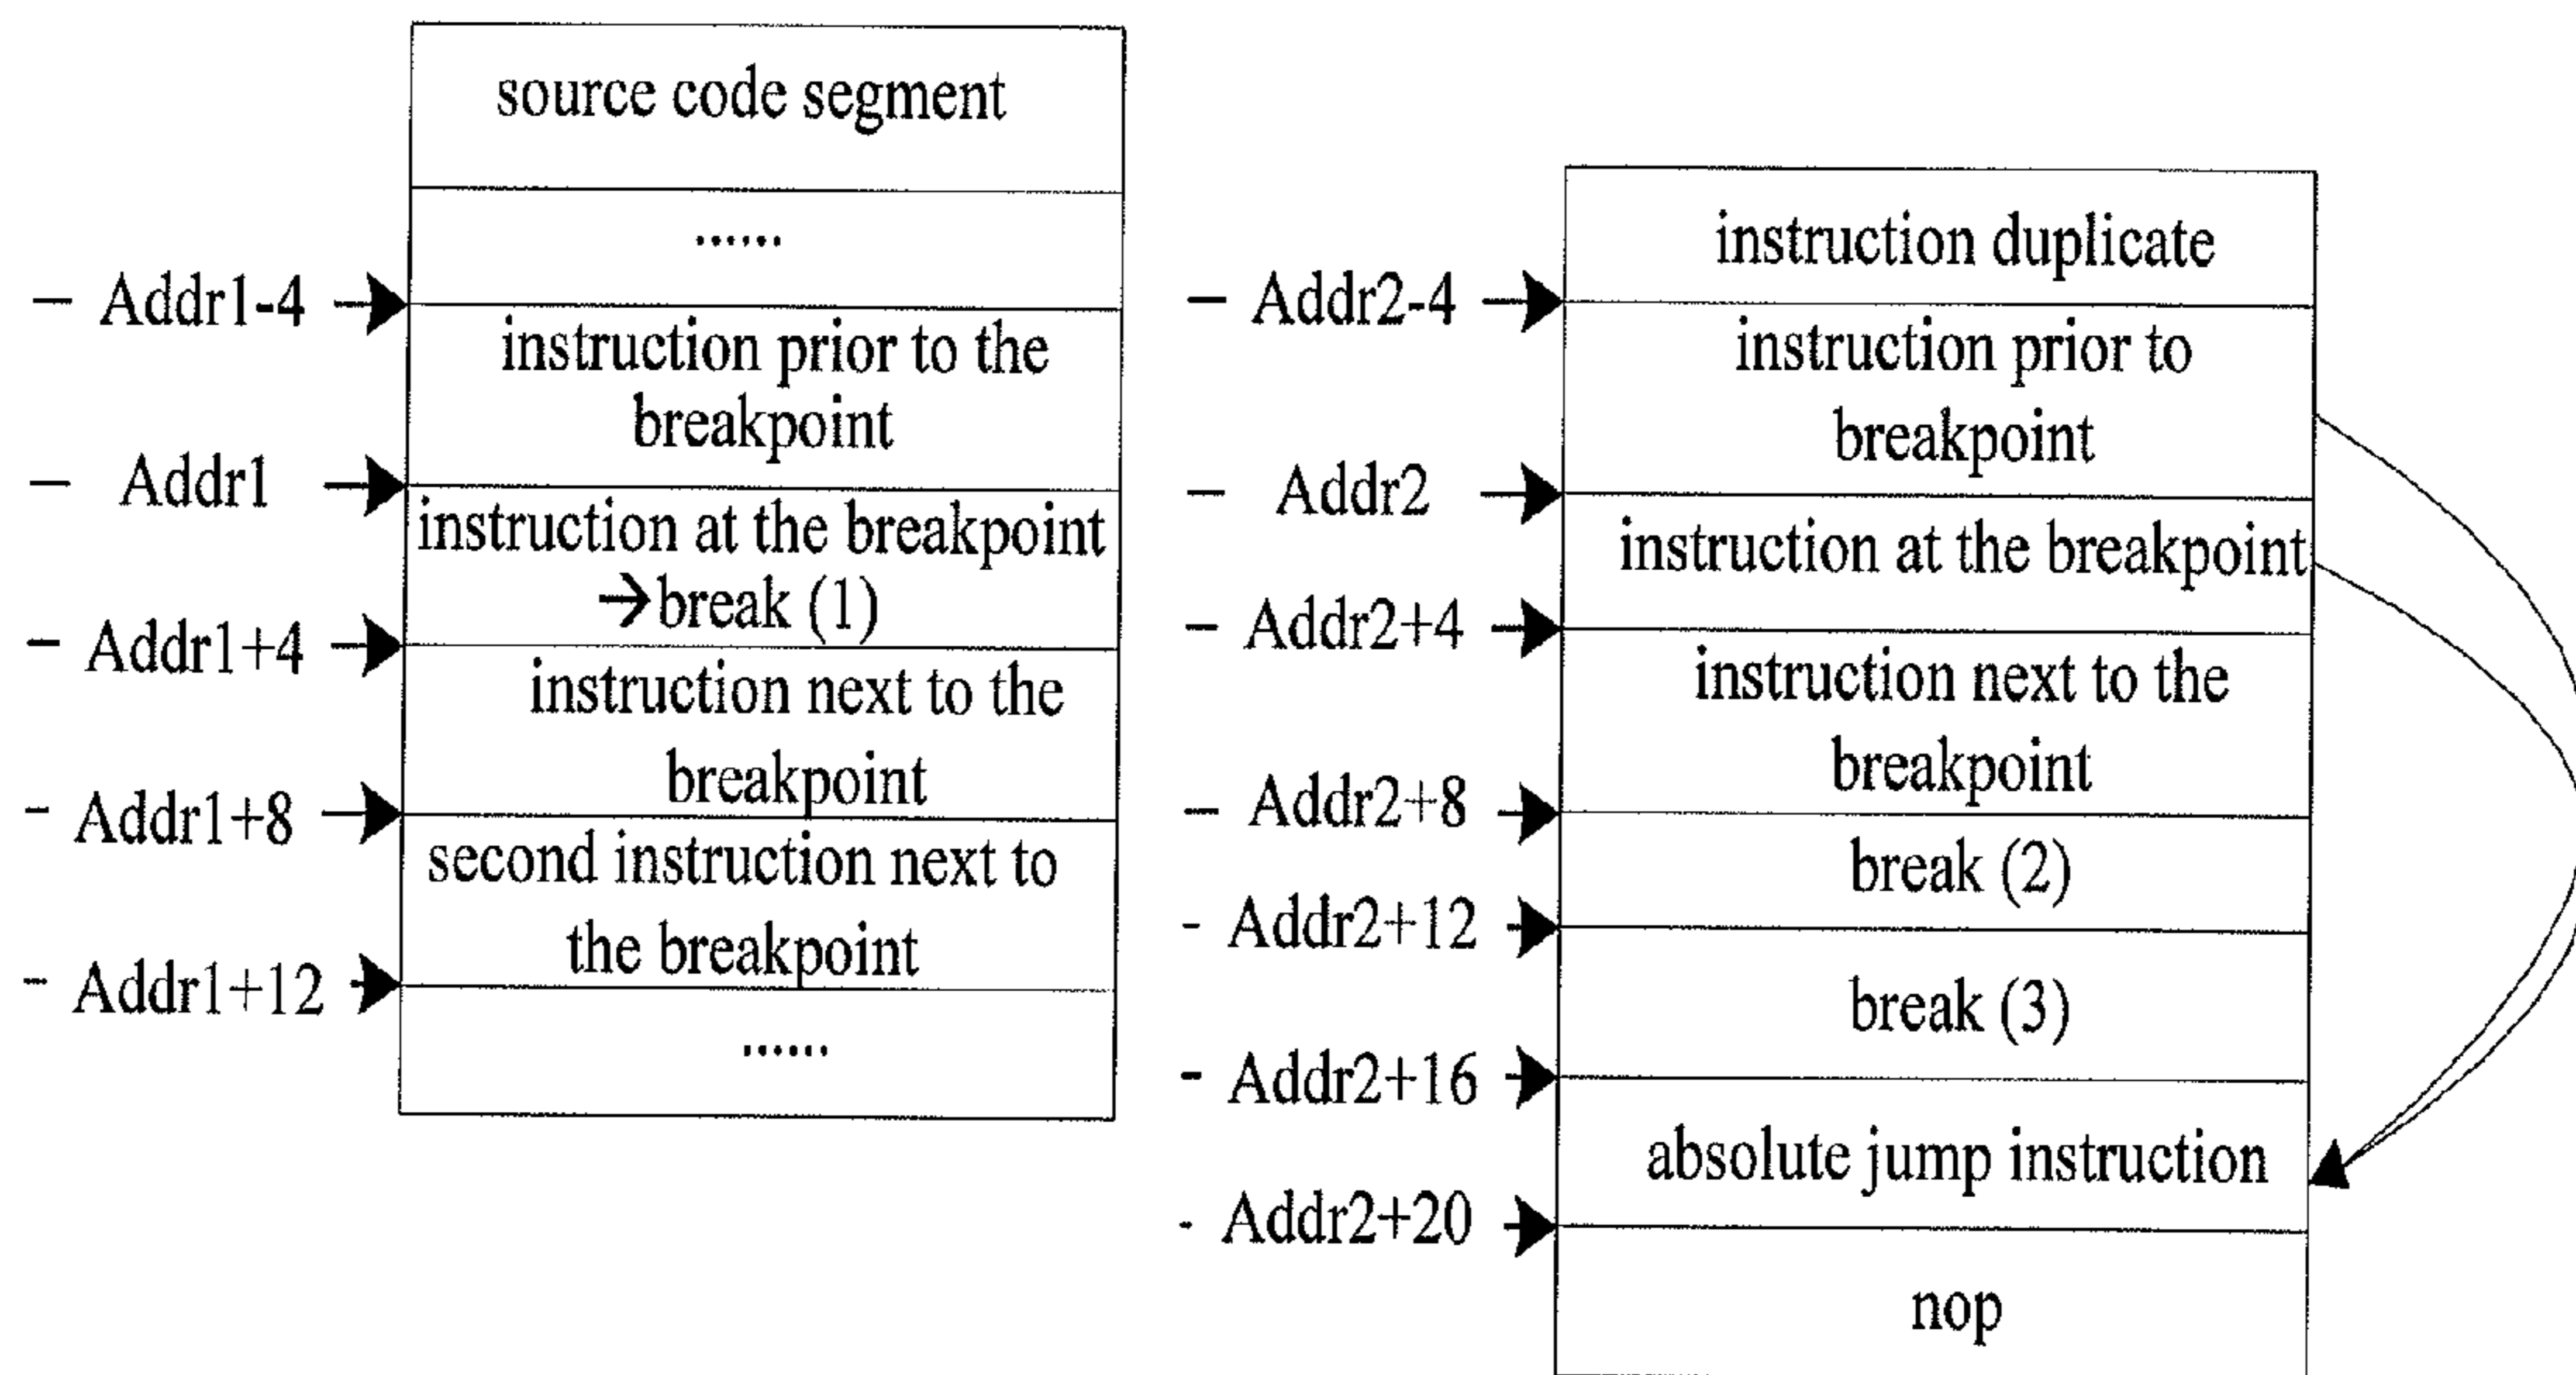 source code segment
......
– Addr1-4
instruction prior to the
breakpoint
– Addr1
instruction at the breakpoint
→break (1)
– Addr1+4
instruction next to the
breakpoint
- Addr1+8
second instruction next to
the breakpoint
- Addr1+12
......
instruction duplicate
– Addr2-4
instruction prior to
breakpoint
– Addr2
instruction at the breakpoint
– Addr2+4
instruction next to the
breakpoint
– Addr2+8
break (2)
- Addr2+12
break (3)
- Addr2+16
absolute jump instruction
- Addr2+20
nop